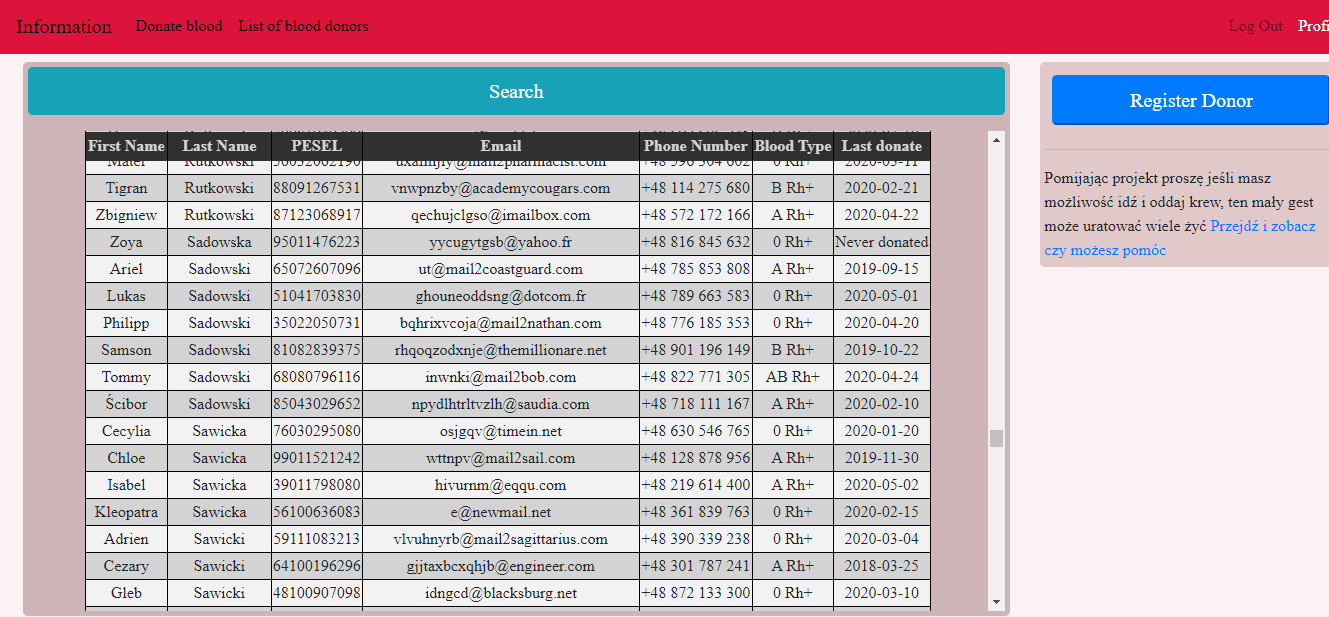 Information Donate blood List of blood donors Log Out Profi
Search
Register Donor
First Name Last Name PESEL Email Phone Number Blood Type Last donate
Tigran Rutkowski 88091267531 vnwpnzby@academycougars.com +48 114 275 680 B Rh+ 2020-02-21
Zbigniew Rutkowski 87123068917 qechujclgso@imailbox.com +48 572 172 166 A Rh+ 2020-04-22
Zoya Sadowska 95011476223 yycugytgsb@yahoo.fr +48 816 845 632 0 Rh+ Never donated
Ariel Sadowski 65072607096 ut@mail2coastguard.com +48 785 853 808 A Rh+ 2019-09-15
Lukas Sadowski 51041703830 ghouneoddsng@dotcom.fr +48 789 663 583 0 Rh+ 2020-05-01
Philipp Sadowski 35022050731 bqhrixvcoja@mail2nathan.com +48 776 185 353 0 Rh+ 2020-04-20
Samson Sadowski 81082839375 rhqoqzodxnje@themillionare.net +48 901 196 149 B Rh+ 2019-10-22
Tommy Sadowski 68080796116 inwnki@mail2bob.com +48 822 771 305 AB Rh+ 2020-04-24
Ścibor Sadowski 85043029652 npydlhtrltvzlh@saudia.com +48 718 111 167 A Rh+ 2020-02-10
Cecylia Sawicka 76030295080 osjgqv@timein.net +48 630 546 765 0 Rh+ 2020-01-20
Chloe Sawicka 99011521242 wttnpv@mail2sail.com +48 128 878 956 A Rh+ 2019-11-30
Isabel Sawicka 39011798080 hivurnm@eqqu.com +48 219 614 400 A Rh+ 2020-05-02
Kleopatra Sawicka 56100636083 e@newmail.net +48 361 839 763 0 Rh+ 2020-02-15
Adrien Sawicki 59111083213 vlvuhnyrb@mail2sagittarius.com +48 390 339 238 0 Rh+ 2020-03-04
Cezary Sawicki 64100196296 gjjtaxbcxqhjb@engineer.com +48 301 787 241 A Rh+ 2018-03-25
Gleb Sawicki 48100907098 idngcd@blacksburg.net +48 872 133 300 0 Rh+ 2020-03-10
Pomijając projekt proszę jeśli masz
możliwość idź i oddaj krew, ten mały gest
może uratować wiele żyć Przejdź i zobacz
czy możesz pomóc